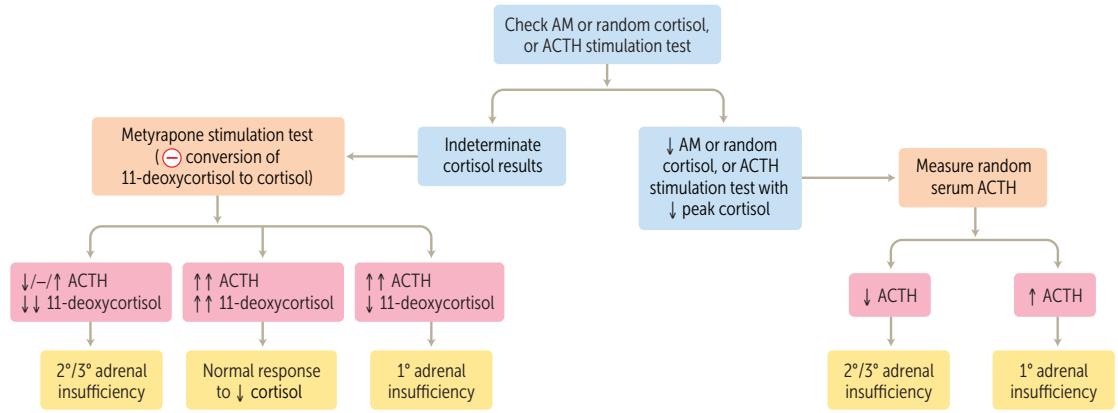 Check AM or random cortisol,
or ACTH stimulation test
Metyrapone stimulation test
(⊖ conversion of
11-deoxycortisol to cortisol)
Indeterminate
cortisol results
↓ AM or random
cortisol, or ACTH
stimulation test with
↓ peak cortisol
Measure random
serum ACTH
↓/–/↑ ACTH
↓↓ 11-deoxycortisol
↑↑ ACTH
↑↑ 11-deoxycortisol
↑↑ ACTH
↓ 11-deoxycortisol
↓ ACTH
↑ ACTH
2°/3° adrenal
insufficiency
Normal response
to ↓ cortisol
1° adrenal
insufficiency
2°/3° adrenal
insufficiency
1° adrenal
insufficiency